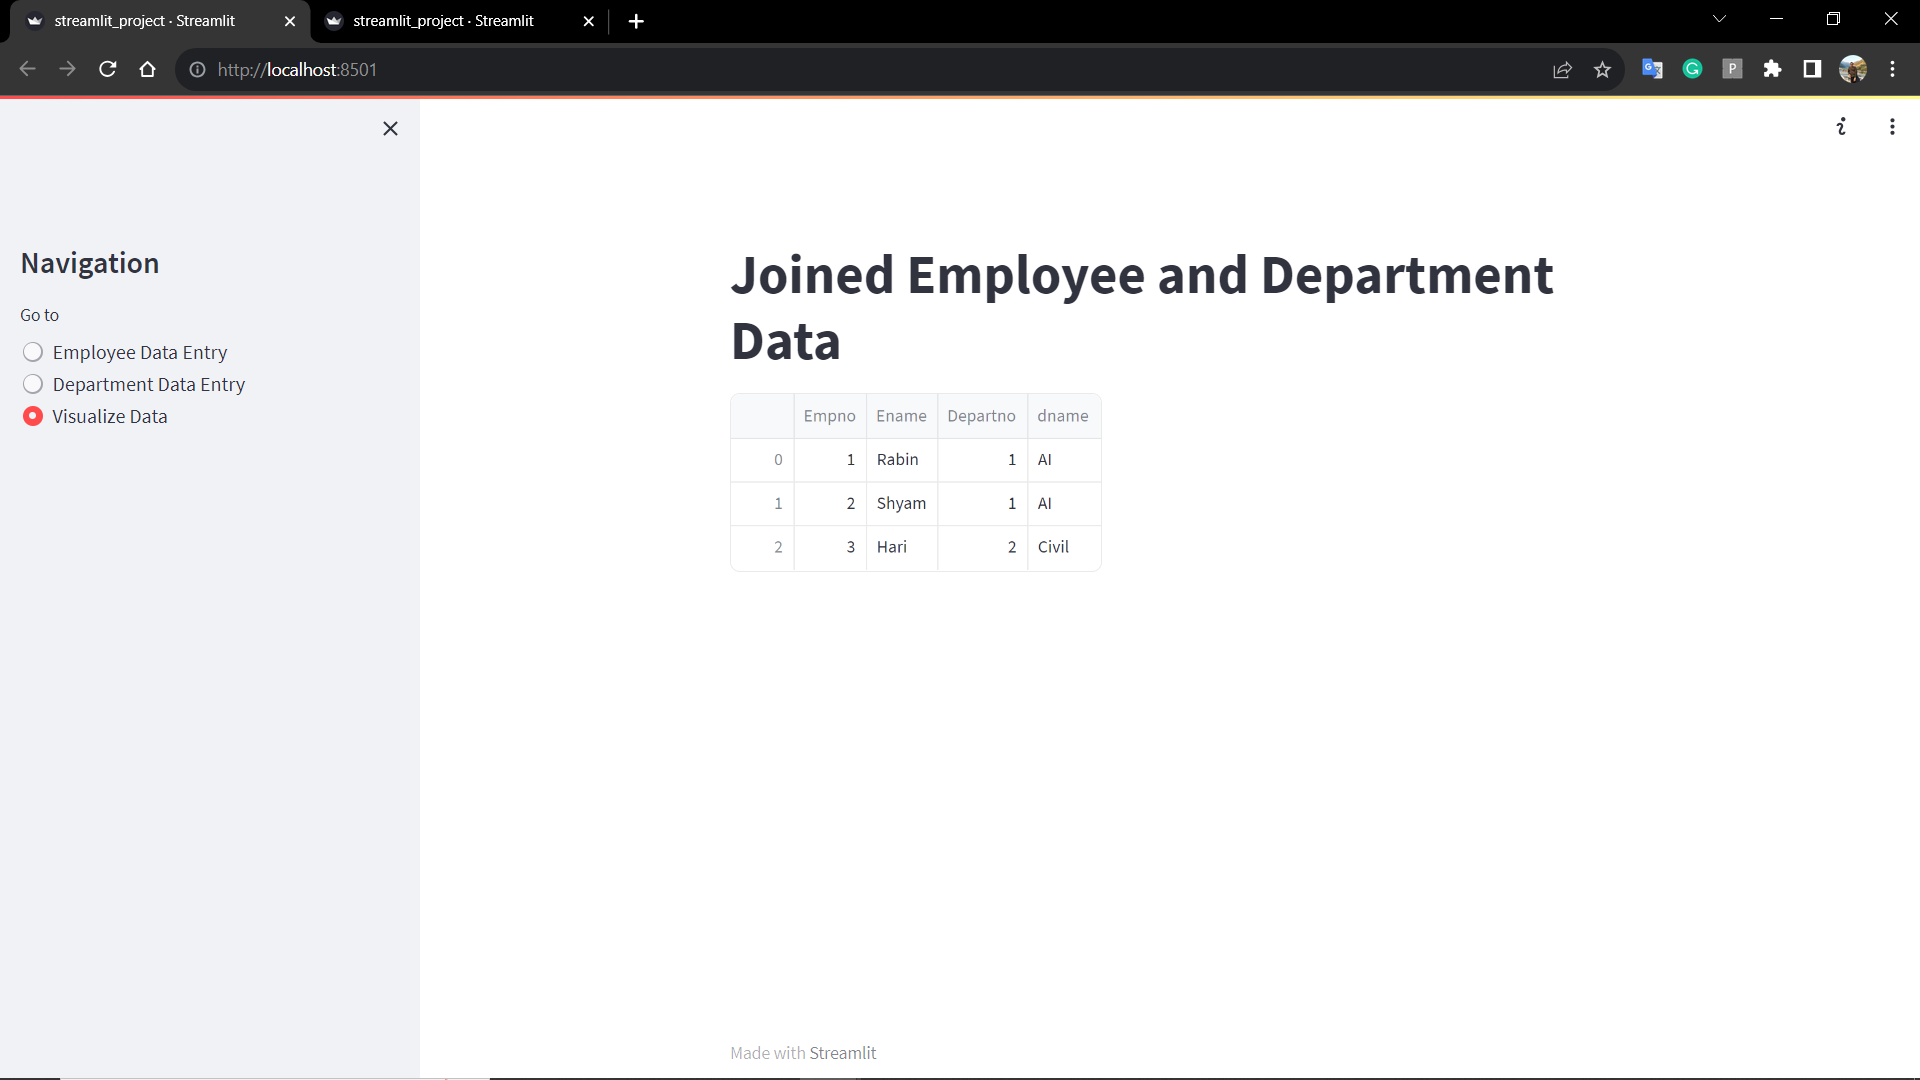 streamlit_project · Streamlit
streamlit_project · Streamlit
http://localhost:8501
Navigation
Go to
Employee Data Entry
Department Data Entry
Visualize Data
Joined Employee and Department
Data
Empno Ename Departno dname
0 1 Rabin 1 AI
1 2 Shyam 1 AI
2 3 Hari 2 Civil
Made with Streamlit